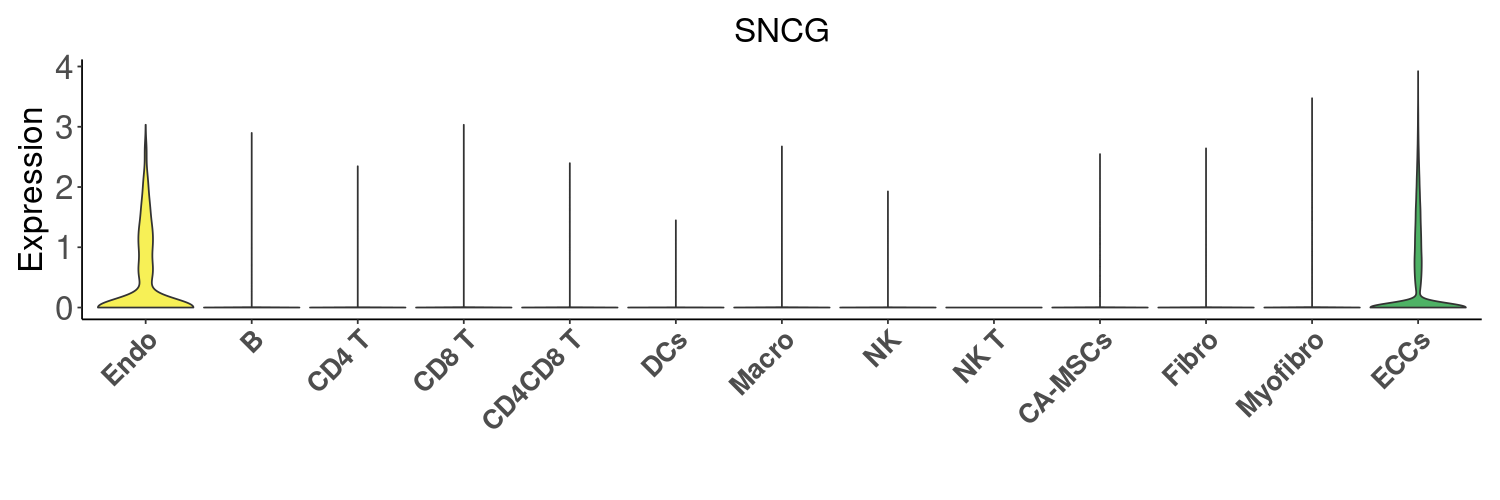 SNCG
Expression
4
3
2
1
0
Endo
B
CD4 T
CD8 T
CD4CD8 T
DCs
Macro
NK
NK T
CA-MSCs
Fibro
Myofibro
ECCs